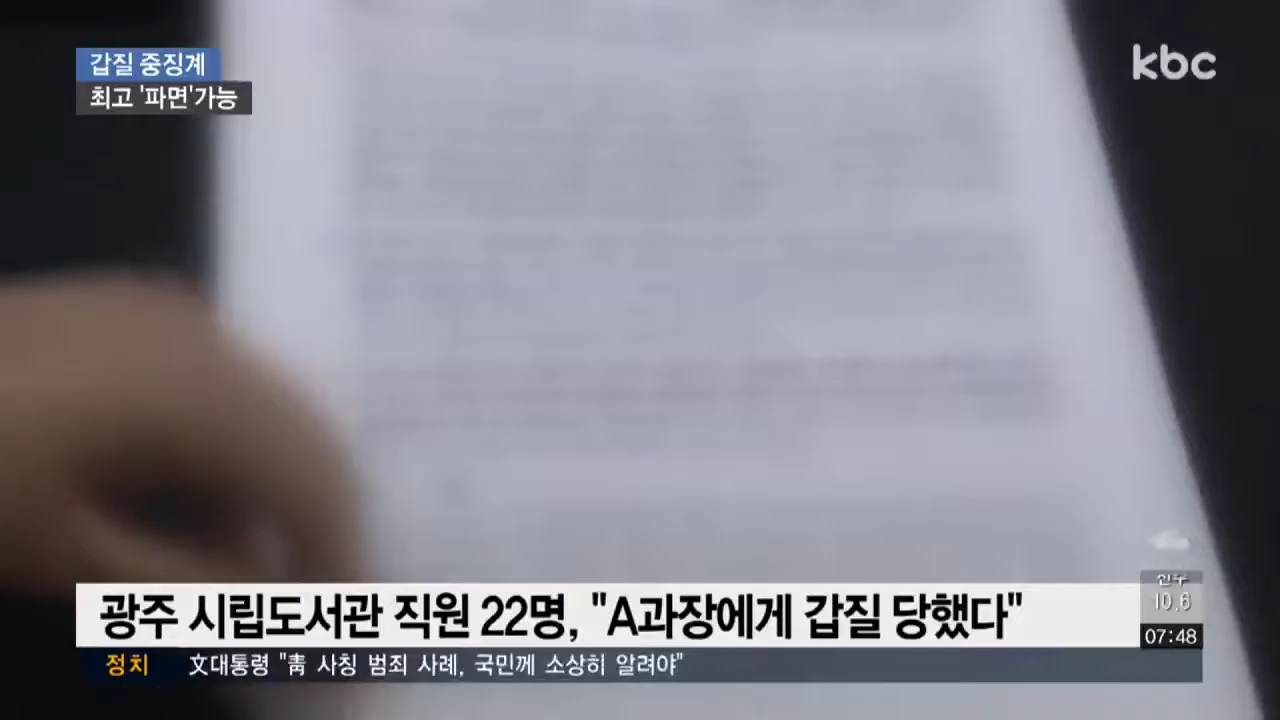 갑질 중징계
최고 '파면'가능
kbc
광주 시립도서관 직원 22명, "A과장에게 갑질 당했다"
10.6
07:48
정치 文대통령 "靑 사칭 범죄 사례, 국민께 소상히 알려야"